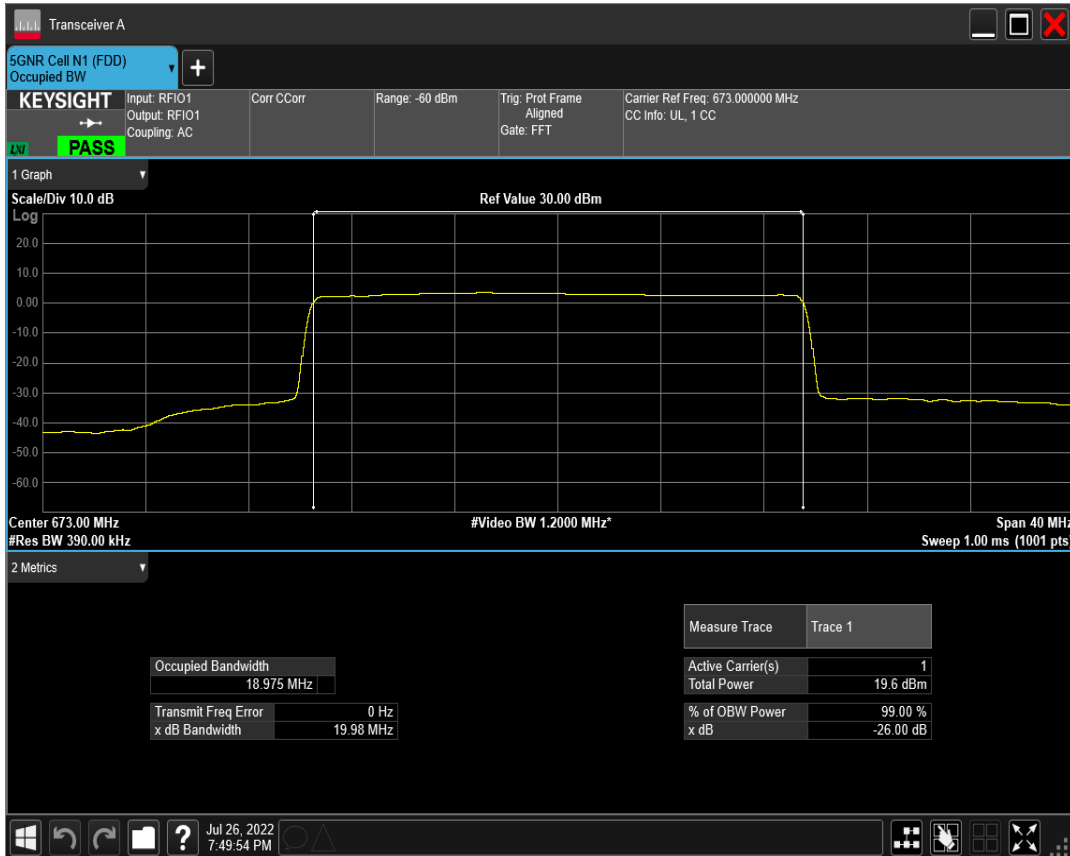 Transceiver A
5GNR Cell N1 (FDD)
Occupied BW
+
KEYSIGHT
LXI
PASS
Input: RFIO1
Output: RFIO1
Coupling: AC
Corr CCorr
Range: -60 dBm
Trig: Prot Frame
Aligned
Gate: FFT
Carrier Ref Freq: 673.000000 MHz
CC Info: UL, 1 CC
1 Graph
Scale/Div 10.0 dB
Ref Value 30.00 dBm
Log
20.0
10.0
0.00
-10.0
-20.0
-30.0
-40.0
-50.0
-60.0
Center 673.00 MHz
#Video BW 1.2000 MHz*
Span 40 MHz
#Res BW 390.00 kHz
Sweep 1.00 ms (1001 pts)
2 Metrics
Measure Trace Trace 1
Occupied Bandwidth
18.975 MHz
Transmit Freq Error 0 Hz
x dB Bandwidth 19.98 MHz
Active Carrier(s) 1
Total Power 19.6 dBm
% of OBW Power 99.00 %
x dB -26.00 dB
?
Jul 26, 2022
7:49:54 PM